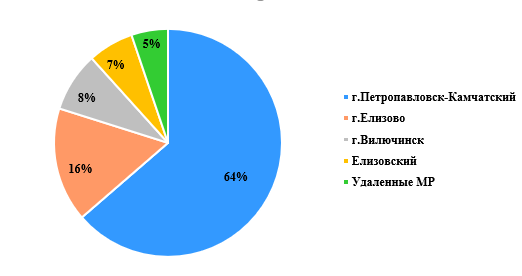 5%
7%
8%
16%
64%
г.Петропавловск-Камчатский
г.Елизово
г.Вилючинск
Елизовский
Удаленные МР